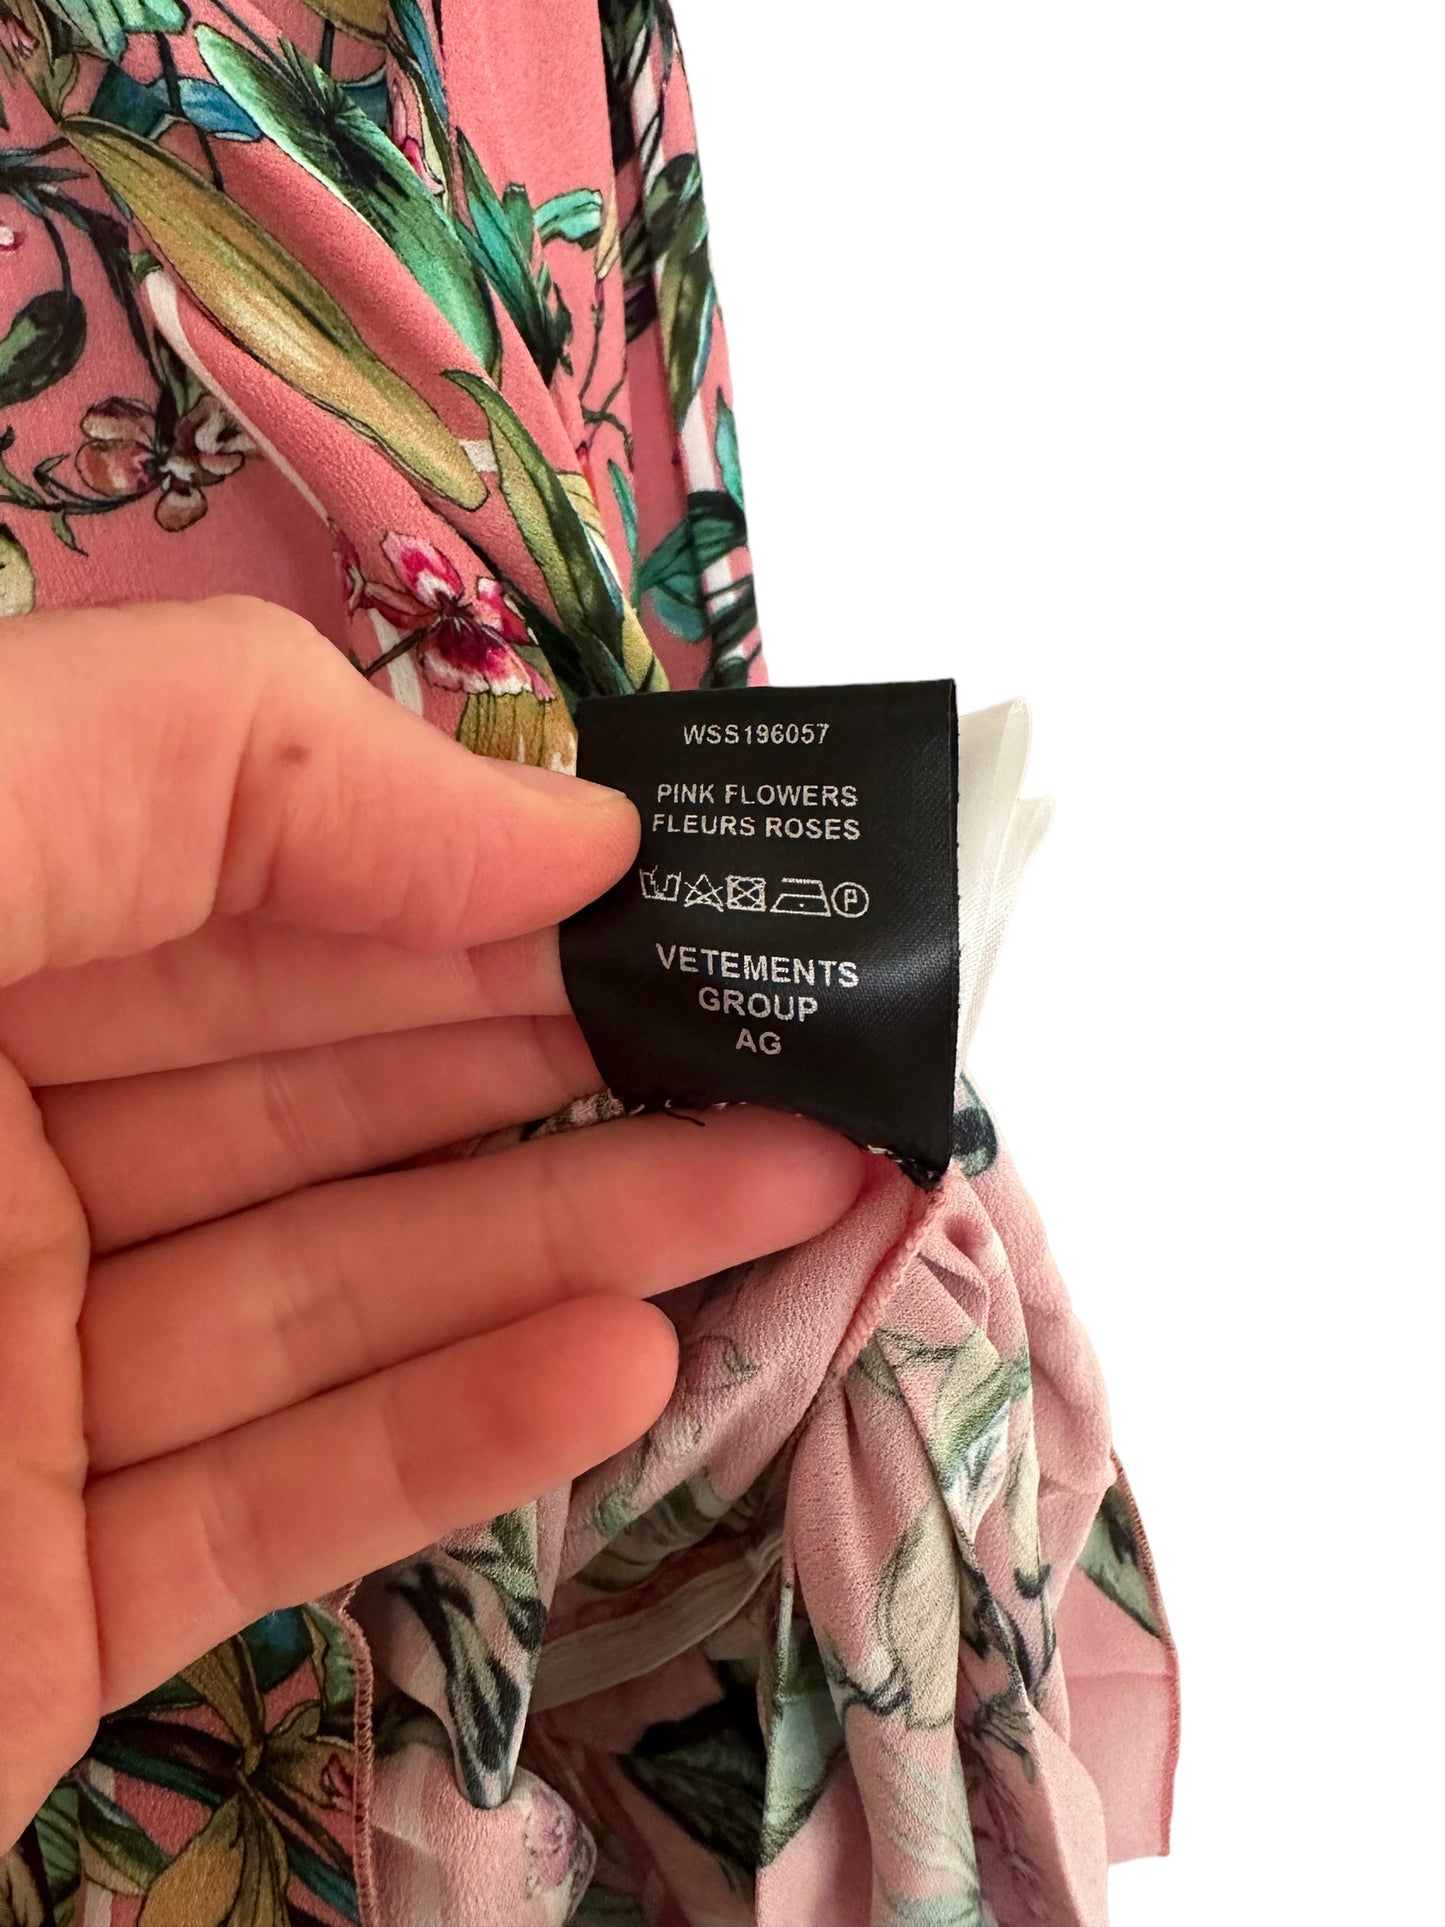 WSS196057
PINK FLOWERS
FLEURS ROSES
P
VETEMENTS
GROUP
AG